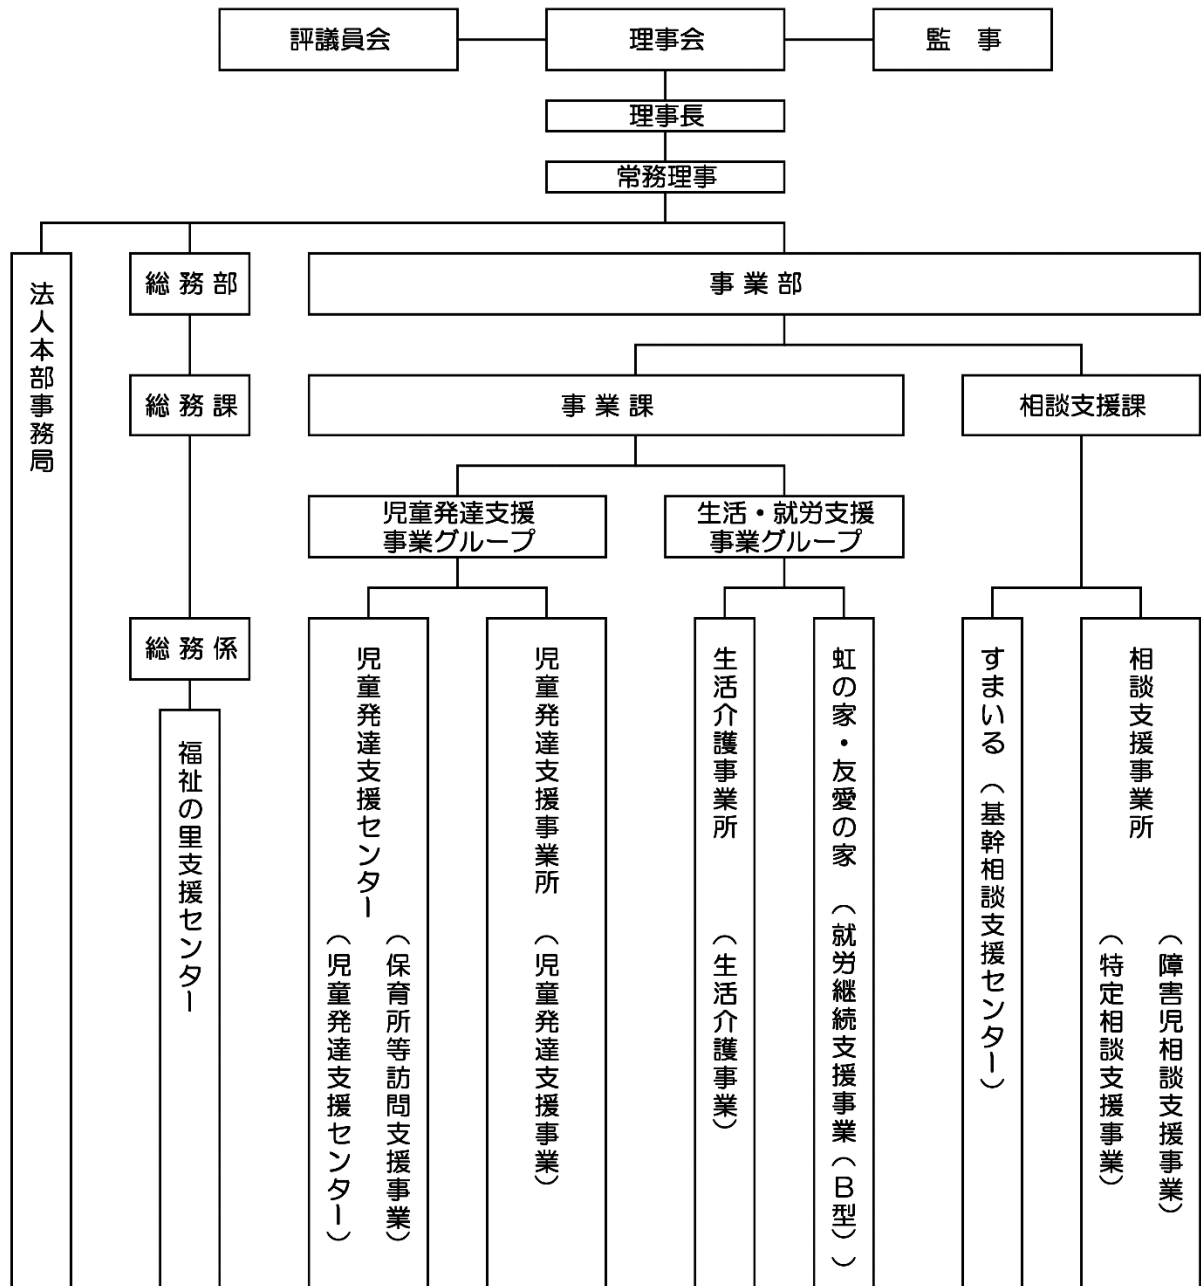 評議員会
理事会
監　事
理事長
常務理事
法人本部事務局
総務部
事業部
総務課
事業課
相談支援課
児童発達支援
事業グループ
生活・就労支援
事業グループ
総務係
福祉の里支援センター
児童発達支援センター
（保育所等訪問支援事業）
（児童発達支援センター）
児童発達支援事業所（児童発達支援事業）
生活介護事業所（生活介護事業）
虹の家・友愛の家（就労継続支援事業（B型））
すまいる（基幹相談支援センター）
相談支援事業所
（障害児相談支援事業）
（特定相談支援事業）